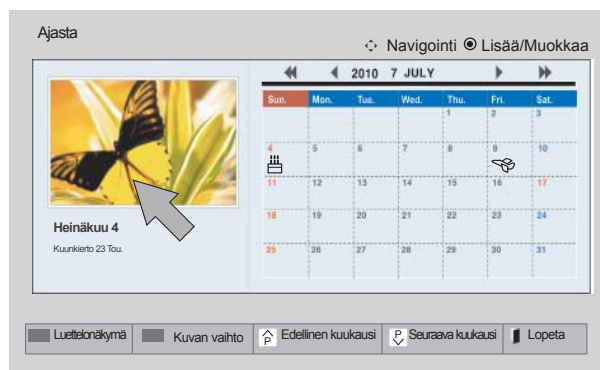 Ajasta
Navigointi Lisää/Muokkaa
2010 7 JULY
Sun. Mon. Tue. Wed. Thu. Fri. Sat.
1 2 3
4 5 6 7 8 9 10
11 12 13 14 15 16 17
18 19 20 21 22 23 24
25 26 27 28 29 30 31
Heinäkuu 4
Kuunkierto 23 Tou.
Luettelonäkymä Kuvan vaihto P Edellinen kuukausi P Seuraava kuukausi Lopeta